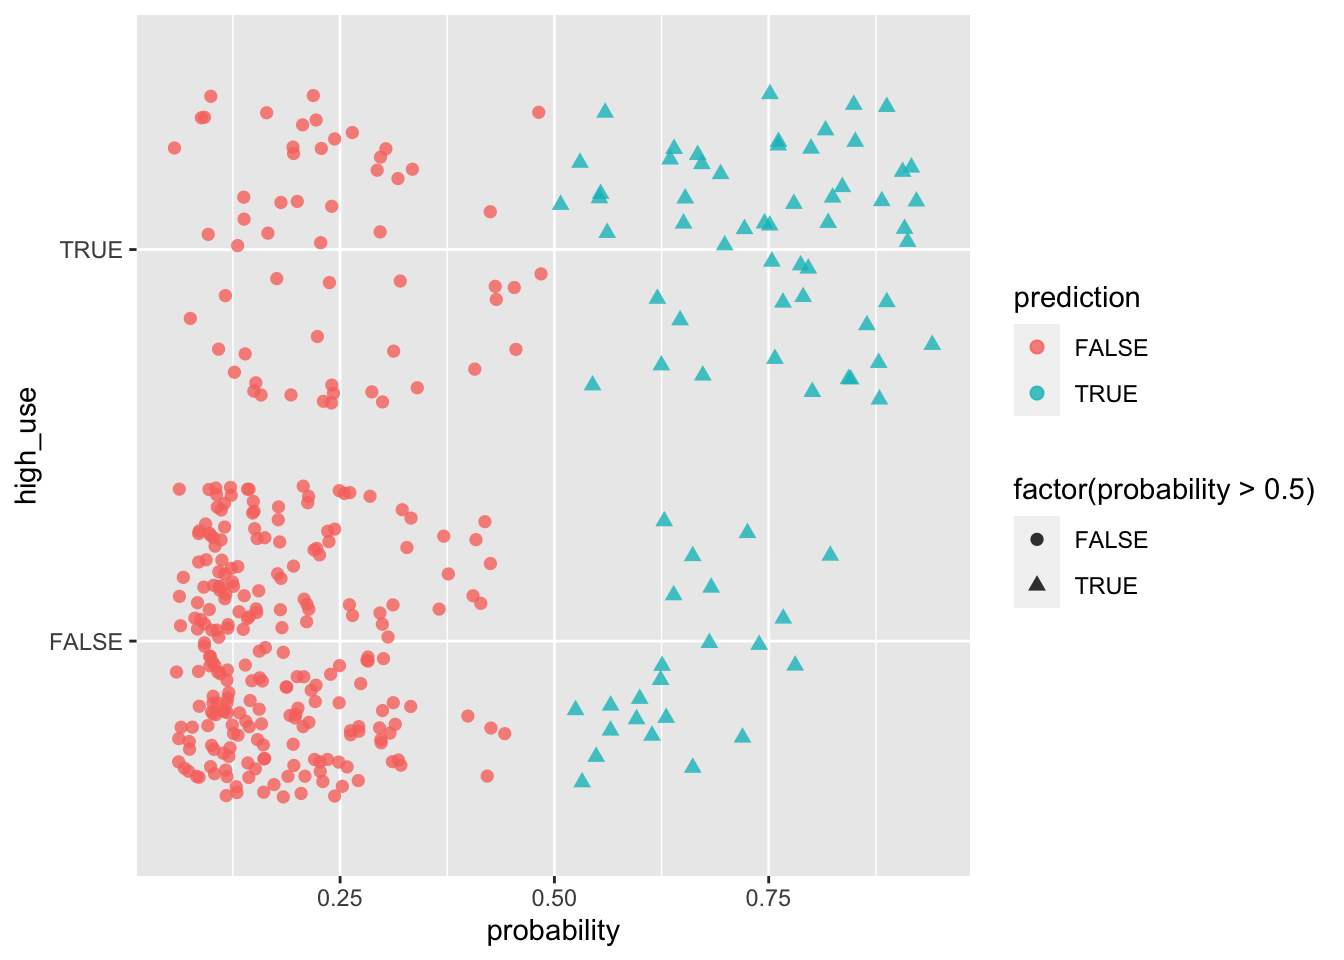 high_use
TRUE
FALSE
0.25
0.50
0.75
probability
prediction
FALSE
TRUE
factor(probability > 0.5)
FALSE
TRUE